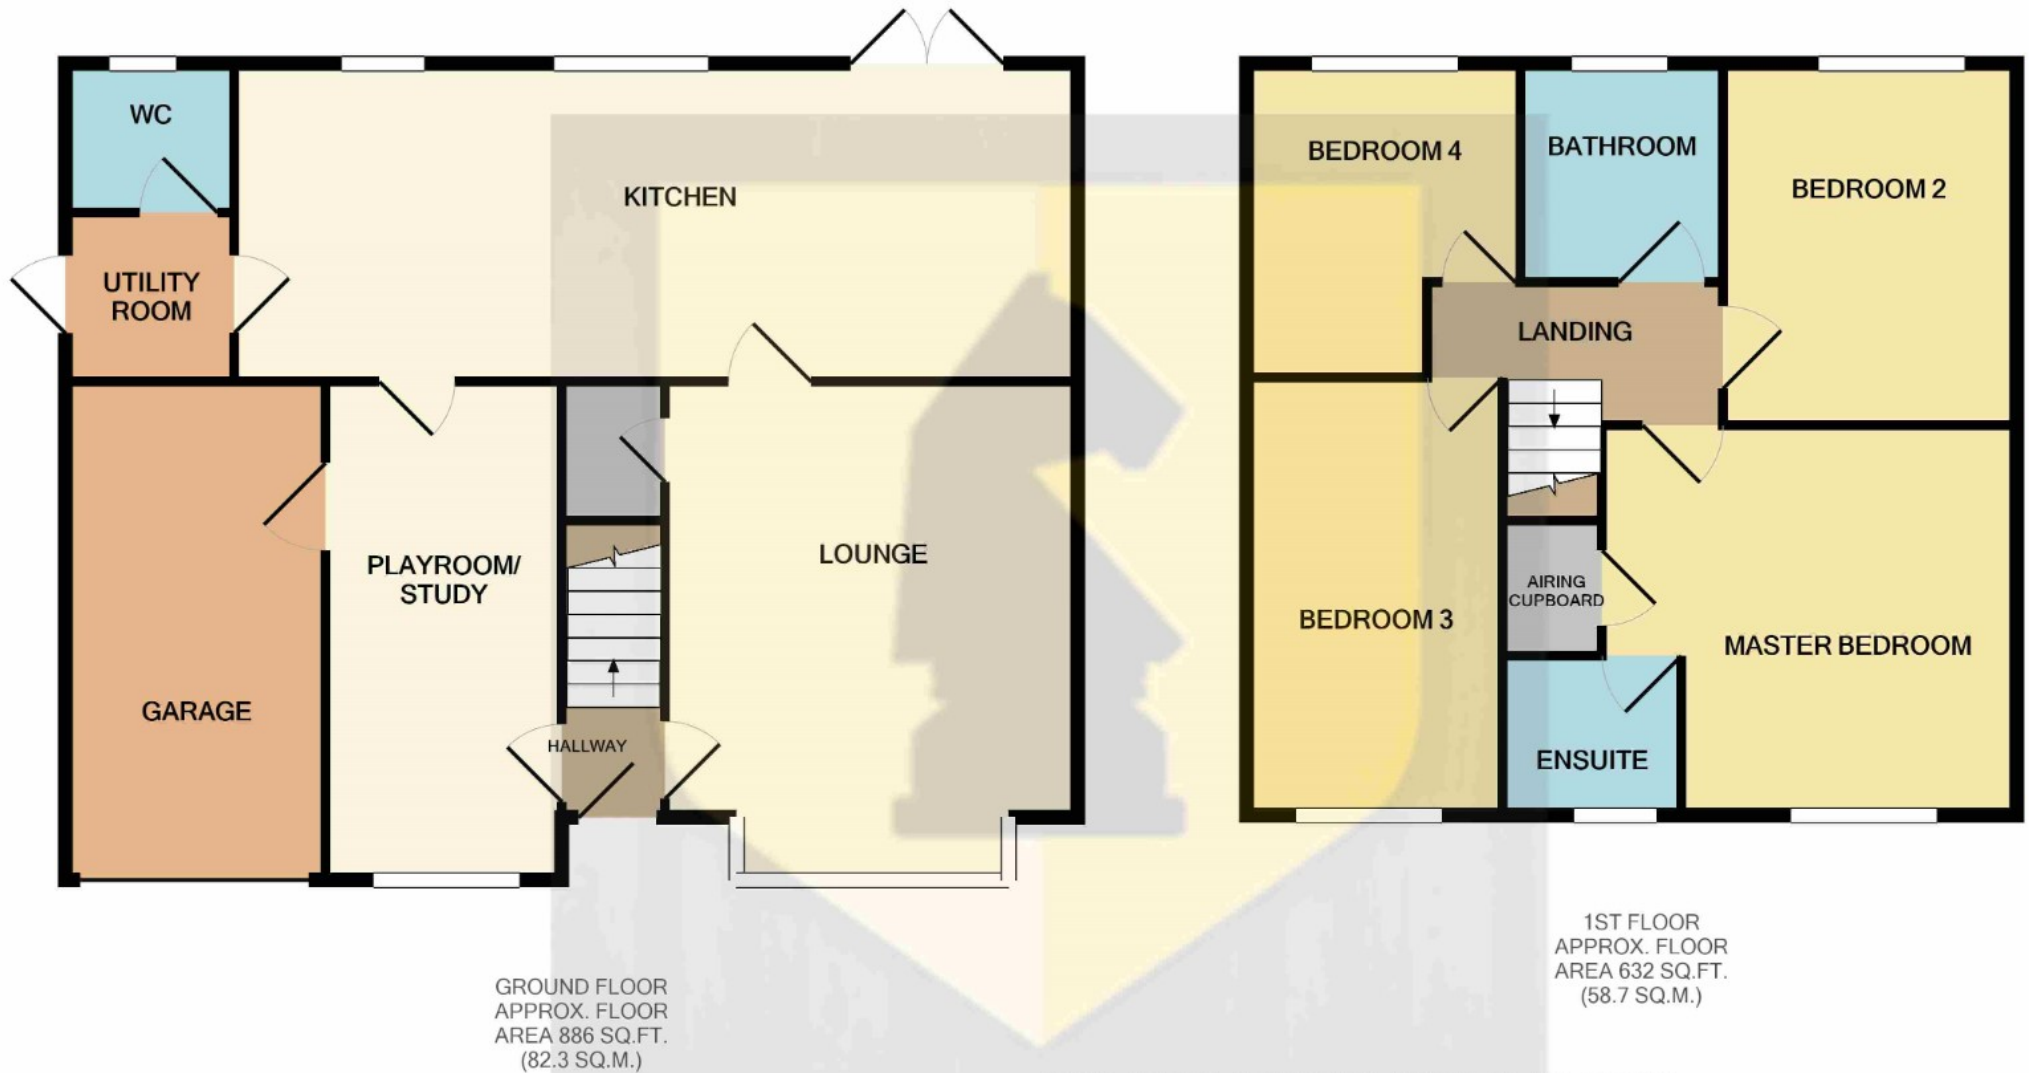 WC
KITCHEN
UTILITY
ROOM
PLAYROOM/
STUDY
LOUNGE
GARAGE
HALLWAY
GROUND FLOOR
APPROX. FLOOR
AREA 886 SQ.FT.
(82.3 SQ.M.)
BEDROOM 4
BATHROOM
BEDROOM 2
LANDING
AIRING
CUPBOARD
BEDROOM 3
MASTER BEDROOM
ENSUITE
1ST FLOOR
APPROX. FLOOR
AREA 632 SQ.FT.
(58.7 SQ.M.)